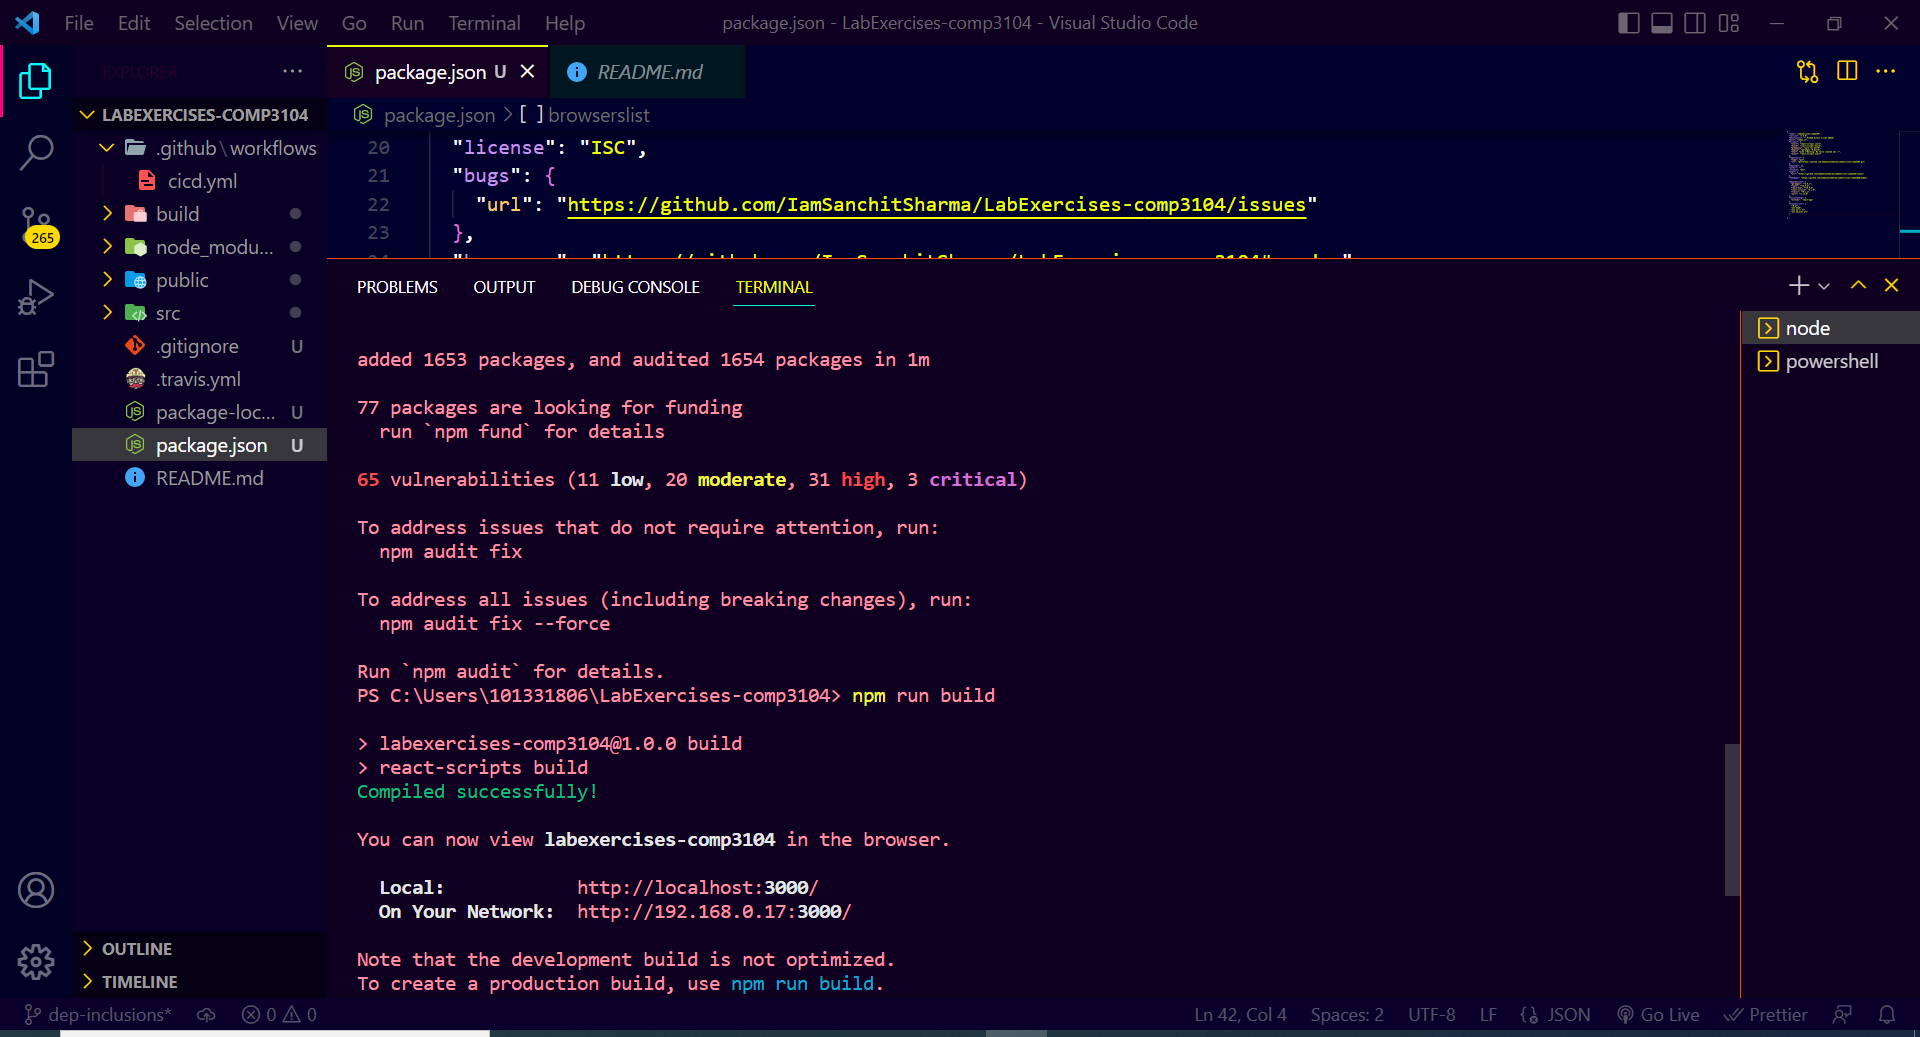 File Edit Selection View Go Run Terminal Help package.json - LabExercises-comp3104 - Visual Studio Code
EXPLORER
package.json U
README.md
LABEXERCISES-COMP3104
package.json > [ ] browserslist
.github\workflows
cicd.yml
build
node_modu...
public
src
.gitignore U
.travis.yml
package-loc... U
package.json U
README.md
265
OUTLINE
TIMELINE
20 "license": "ISC",
21 "bugs": {
22 "url": "https://github.com/IamSanchitSharma/LabExercises-comp3104/issues"
23 },
PROBLEMS OUTPUT DEBUG CONSOLE TERMINAL
node
powershell
added 1653 packages, and audited 1654 packages in 1m
77 packages are looking for funding
run `npm fund` for details
65 vulnerabilities (11 low, 20 moderate, 31 high, 3 critical)
To address issues that do not require attention, run:
npm audit fix
To address all issues (including breaking changes), run:
npm audit fix --force
Run `npm audit` for details.
PS C:\Users\101331806\LabExercises-comp3104> npm run build
> labexercises-comp3104@1.0.0 build
> react-scripts build
Compiled successfully!
You can now view labexercises-comp3104 in the browser.
Local: http://localhost:3000/
On Your Network: http://192.168.0.17:3000/
Note that the development build is not optimized.
To create a production build, use npm run build.
dep-inclusions* 0 0 Ln 42, Col 4 Spaces: 2 UTF-8 LF JSON Go Live Prettier